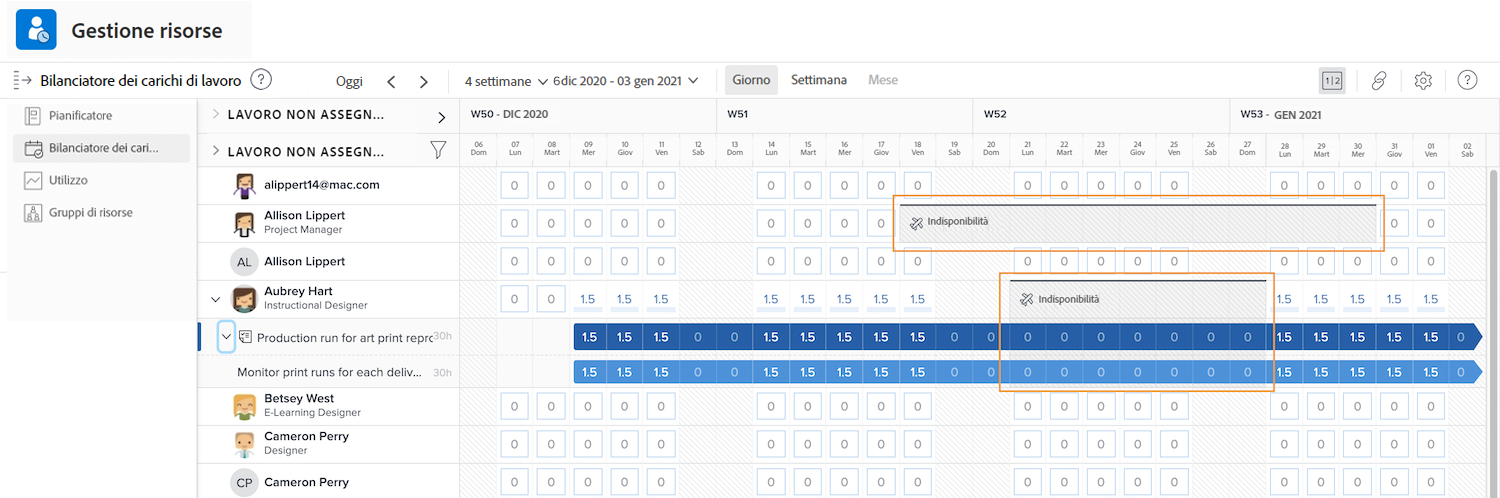 Gestione risorse
Bilanciatore dei carichi di lavoro ? Oggi 4 settimane 6dic 2020 - 03 gen 2021 Giorno Settimana Mese 1|2 ?
Pianificatore
Bilanciatore dei cari...
Utilizzo
Gruppi di risorse
LAVORO NON ASSEGN... W50 - DIC 2020 W51 W52 W53 - GEN 2021
LAVORO NON ASSEGN... 06 07 08 09 10 11 12 13 14 15 16 17 18 19 20 21 22 23 24 25 26 27 28 29 30 31 01 02
Dom Lun Mart Mer Giov Ven Sab Dom Lun Mart Mer Giov Ven Sab Dom Lun Mart Mer Giov Ven Sab Dom Lun Mart Mer Giov Ven Sab
alippert14@mac.com 0 0 0 0 0 0 0 0 0 0 0 0 0 0 0 0 0 0 0 0
Allison Lippert
Project Manager 0 0 0 0 0 0 0 0 0 Indisponibilità 0 0
AL Allison Lippert 0 0 0 0 0 0 0 0 0 0 0 0 0 0 0 0 0 0 0 0
Aubrey Hart
Instructional Designer 0 0 1.5 1.5 1.5 1.5 1.5 1.5 1.5 1.5 Indisponibilità 1.5 1.5 1.5 1.5 1.5
Production run for art print repro 30h 1.5 1.5 1.5 0 0 1.5 1.5 1.5 1.5 1.5 0 0 0 0 0 0 0 0 0 1.5 1.5 1.5 1.5 1.5 0
Monitor print runs for each deliv... 30h 1.5 1.5 1.5 0 0 1.5 1.5 1.5 1.5 1.5 0 0 0 0 0 0 0 0 0 1.5 1.5 1.5 1.5 1.5 0
Betsey West
E-Learning Designer 0 0 0 0 0 0 0 0 0 0 0 0 0 0 0 0 0 0 0 0
Cameron Perry
Designer 0 0 0 0 0 0 0 0 0 0 0 0 0 0 0 0 0 0 0 0
CP Cameron Perry 0 0 0 0 0 0 0 0 0 0 0 0 0 0 0 0 0 0 0 0